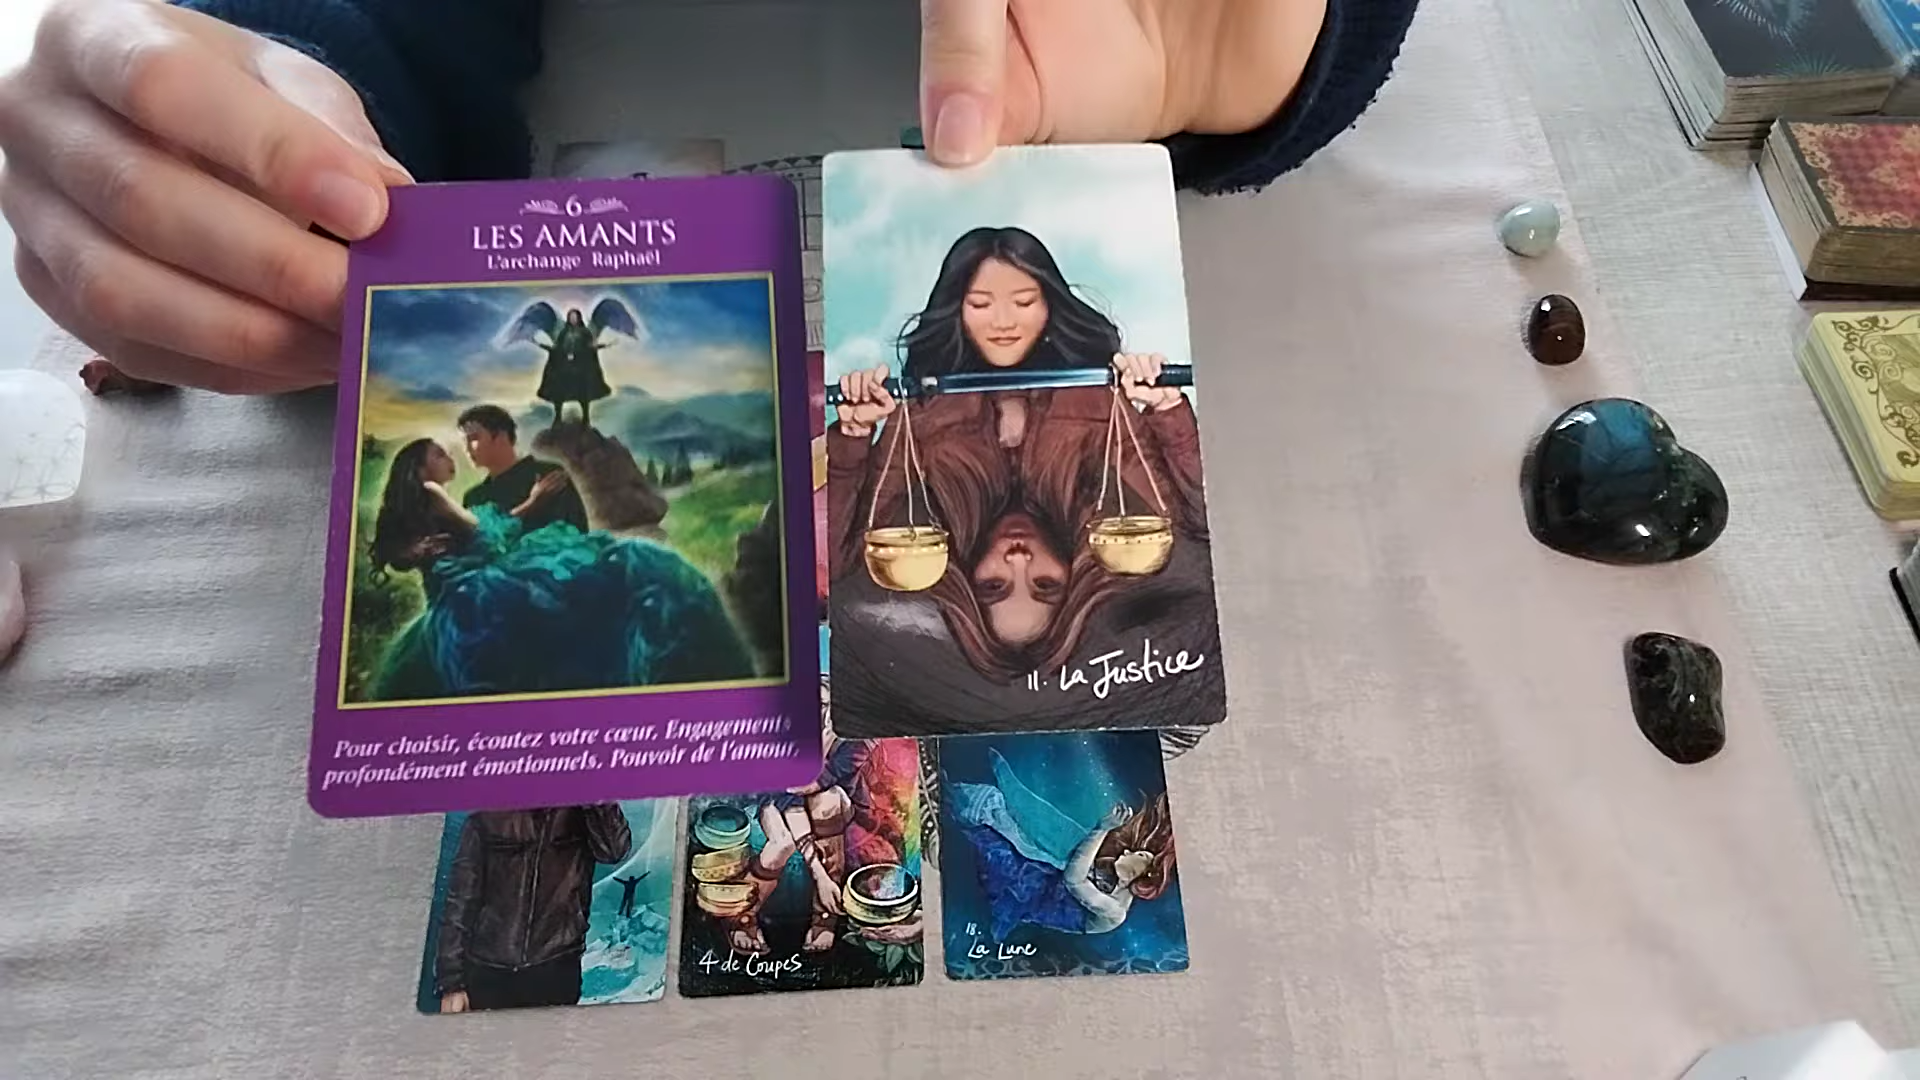 6
LES AMANTS
L'archange Raphaël
Pour choisir, écoutez votre cœur. Engagements
profondément émotionnels. Pouvoir de l'amour.
11. La Justice
4 de Coupes
18.
La Lune